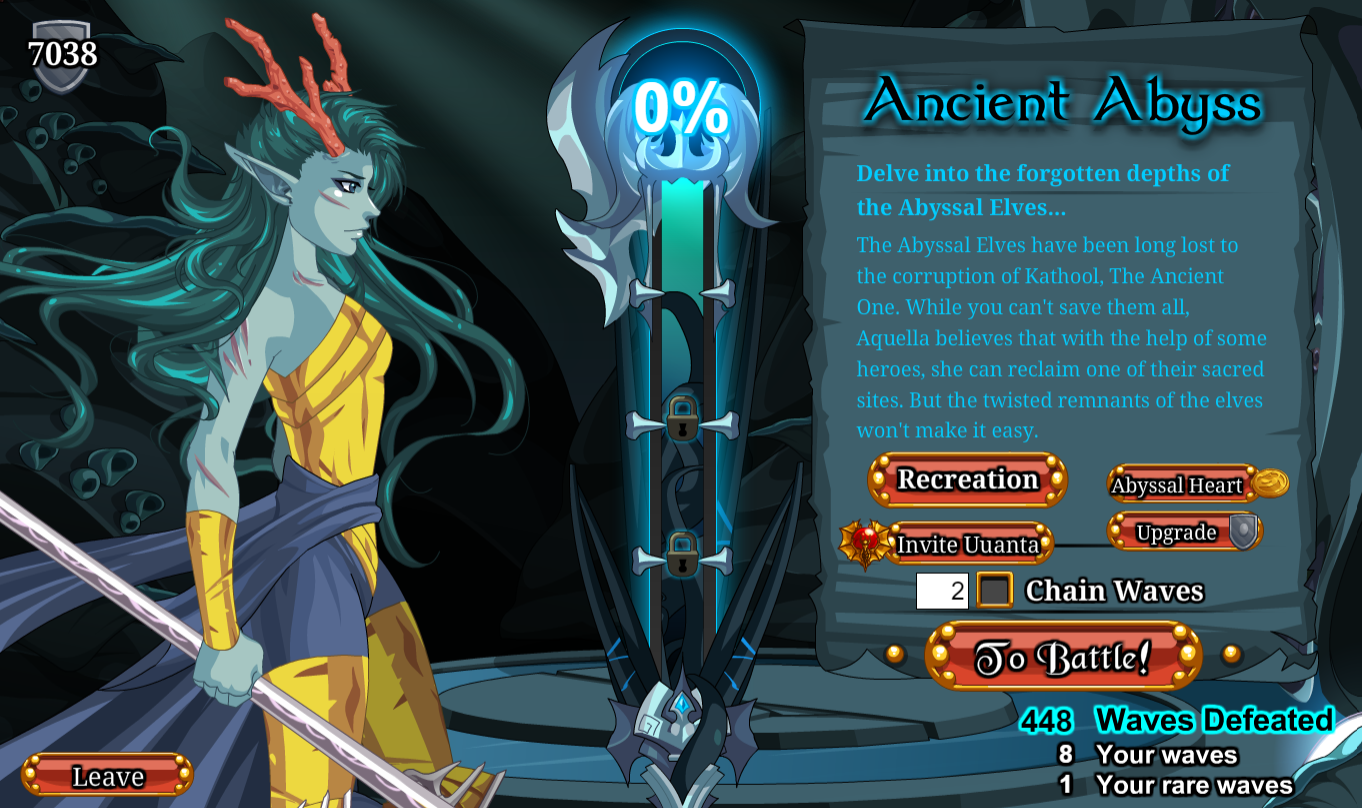 7038
0%
Ancient Abyss
Delve into the forgotten depths of
the Abyssal Elves...
The Abyssal Elves have been long lost to
the corruption of Kathool, The Ancient
One. While you can't save them all,
Aquella believes that with the help of some
heroes, she can reclaim one of their sacred
sites. But the twisted remnants of the elves
won't make it easy.
Recreation
Abyssal Heart
Invite Uuanta
Upgrade
2 Chain Waves
To Battle!
448 Waves Defeated
8 Your waves
1 Your rare waves
Leave